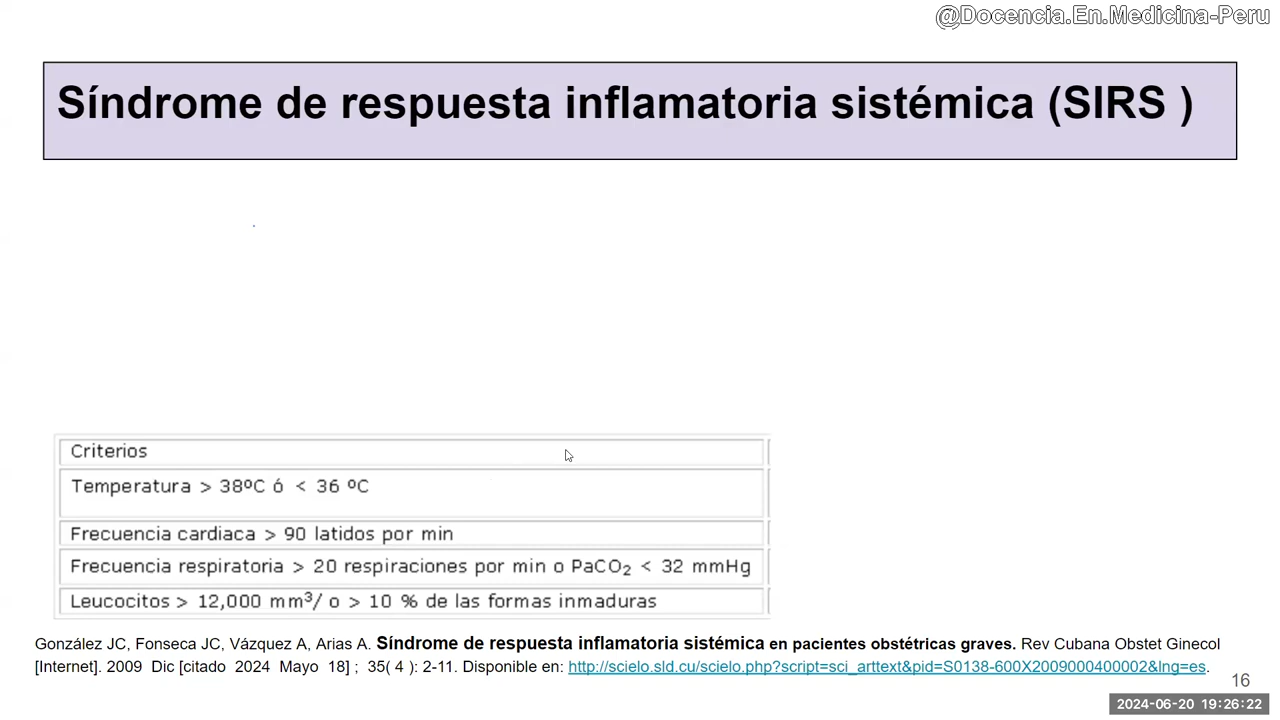 @Docencia.En.Medicina-Peru
Síndrome de respuesta inflamatoria sistémica (SIRS )
Criterios
Temperatura > 38ºC ó < 36 ºC
Frecuencia cardiaca > 90 latidos por min
Frecuencia respiratoria > 20 respiraciones por min o PaCO₂ < 32 mmHg
Leucocitos > 12,000 mm³/ o > 10 % de las formas inmaduras
González JC, Fonseca JC, Vázquez A, Arias A. Síndrome de respuesta inflamatoria sistémica en pacientes obstétricas graves. Rev Cubana Obstet Ginecol
[Internet]. 2009 Dic [citado 2024 Mayo 18] ; 35( 4 ): 2-11. Disponible en: http://scielo.sld.cu/scielo.php?script=sci_arttext&pid=S0138-600X2009000400002&lng=es.
16
2024-06-20 19:26:22